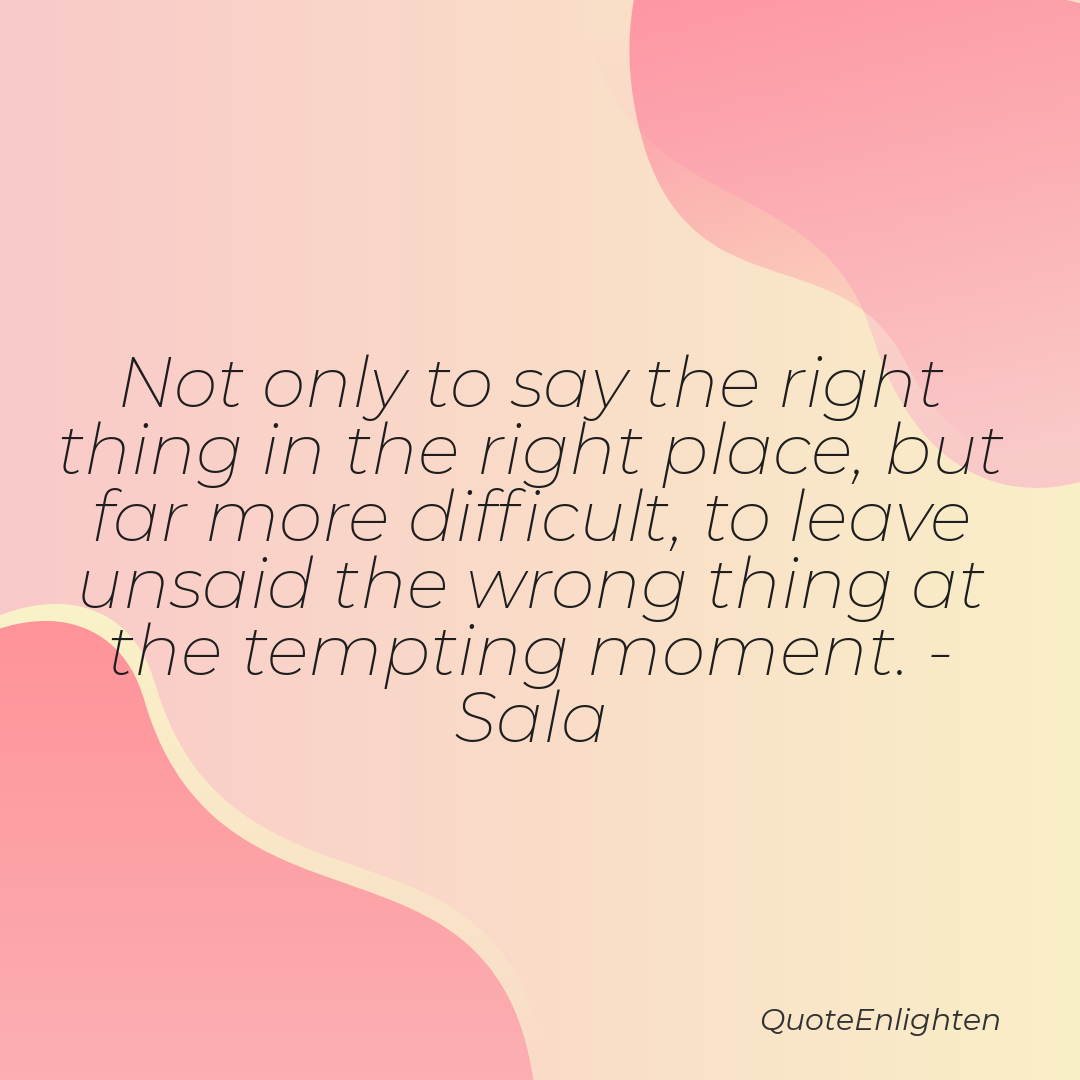 Not only to say the right
thing in the right place, but
far more difficult, to leave
unsaid the wrong thing at
the tempting moment. -
Sala
QuoteEnlighten